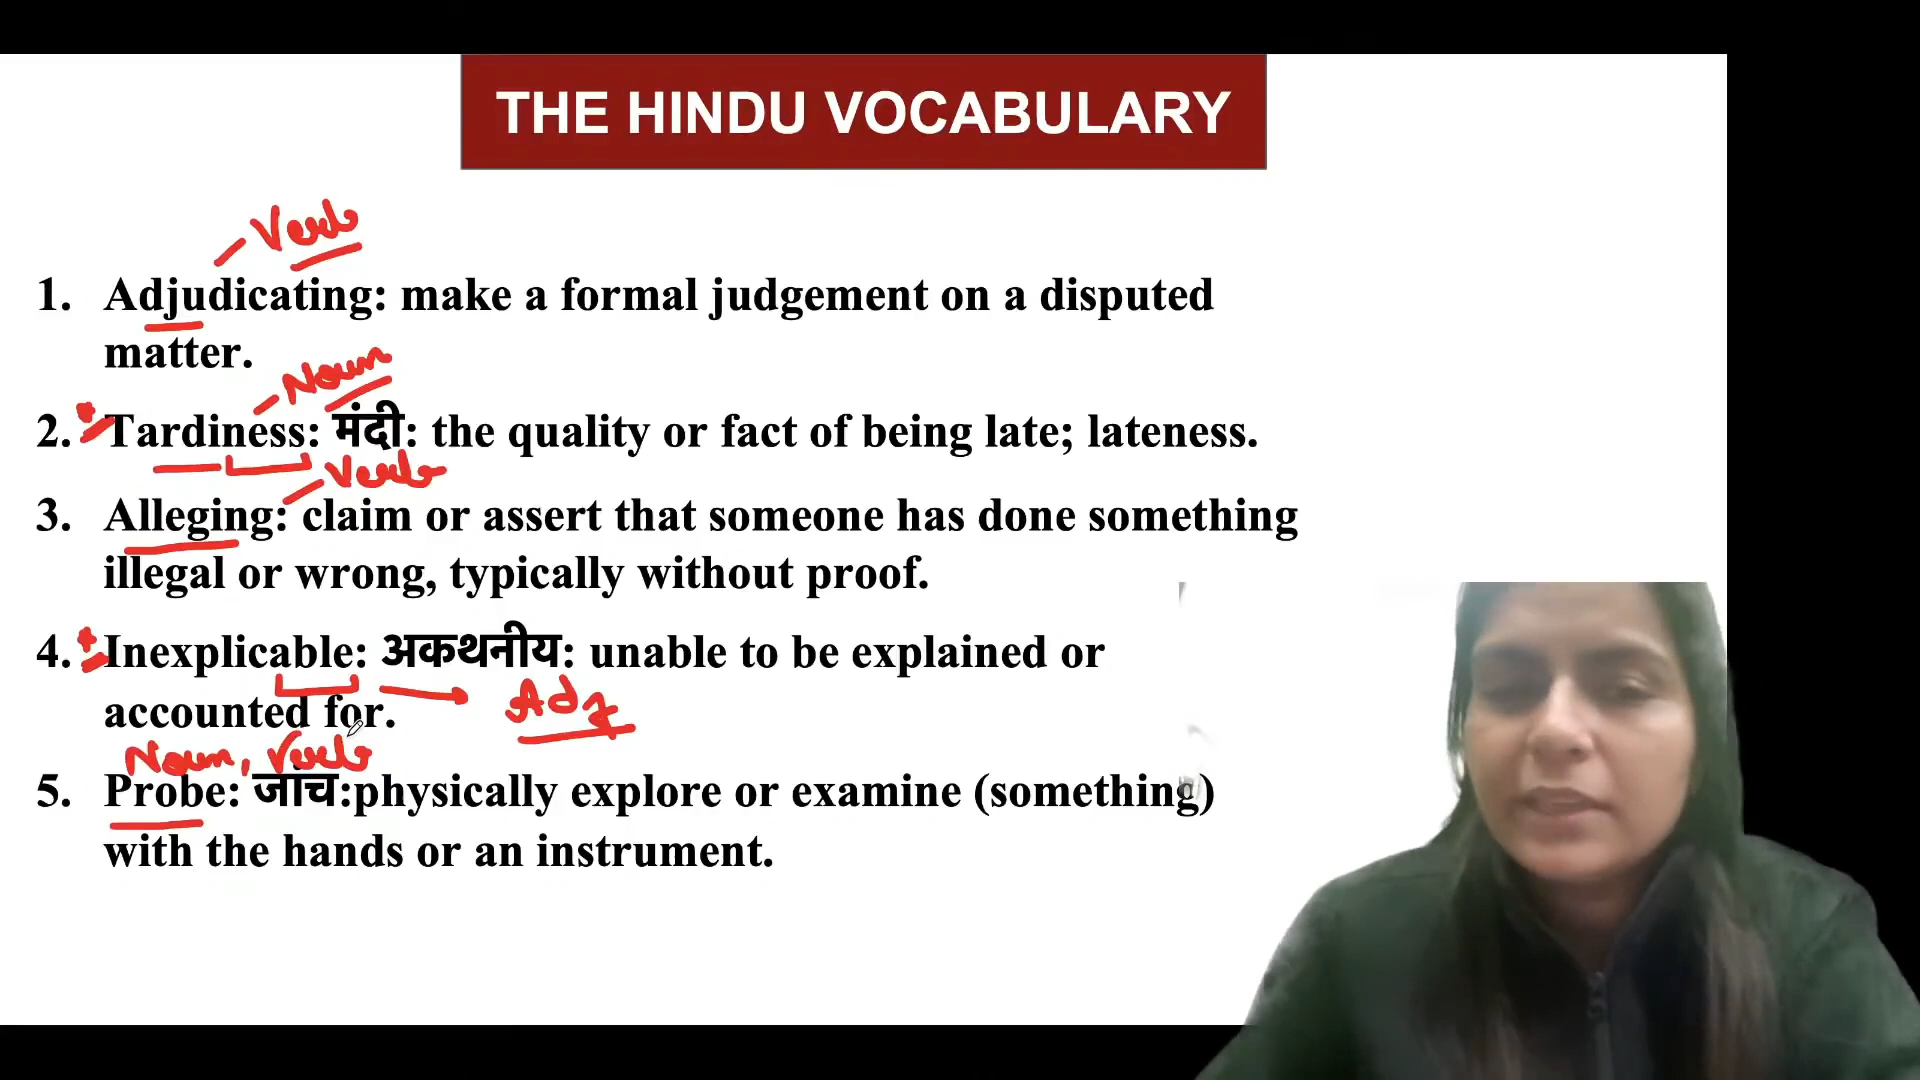 THE HINDU VOCABULARY
Verb
1. Adjudicating: make a formal judgement on a disputed
matter.
Noun
2. Tardiness: मंदी: the quality or fact of being late; lateness.
Verb
3. Alleging: claim or assert that someone has done something
illegal or wrong, typically without proof.
4. Inexplicable: अकथनीय: unable to be explained or
accounted for.
Adj
Noun, Verb
5. Probe: जांच:physically explore or examine (something)
with the hands or an instrument.